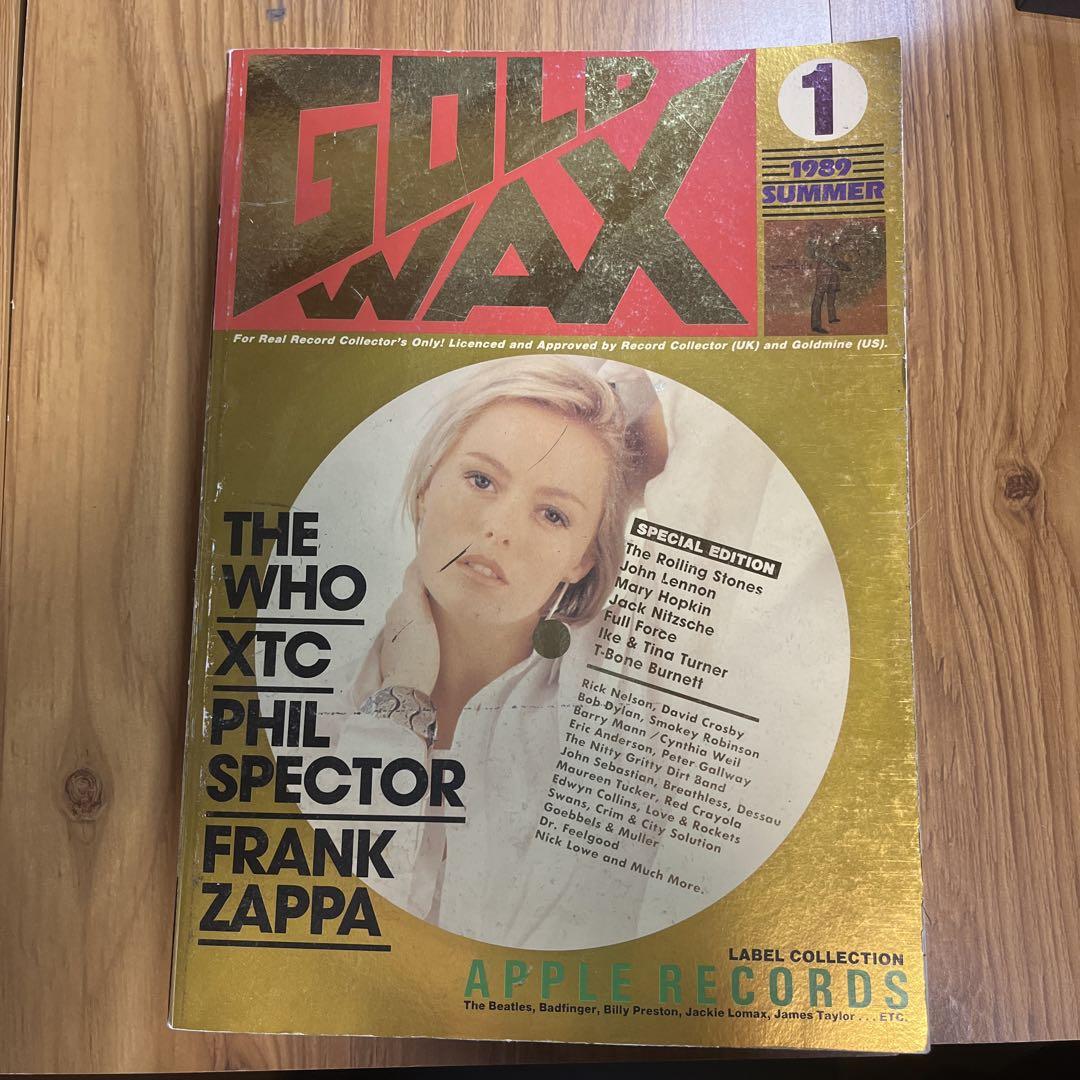 GOLD
WAX
1
1989
SUMMER
For Real Record Collector's Only! Licenced and Approved by Record Collector (UK) and Goldmine (US).
THE
WHO
XTC
PHIL
SPECTOR
FRANK
ZAPPA
SPECIAL EDITION
The Rolling Stones
John Lennon
Mary Hopkin
Jack Nitzsche
Full Force
Ike & Tina Turner
T-Bone Burnett
Rick Nelson, David Crosby
Bob Dylan, Smokey Robinson
Barry Mann / Cynthia Weil
Eric Anderson, Peter Gallway
The Nitty Gritty Dirt Band
John Sebastian, Breathless, Dessau
Maureen Tucker, Red Crayola
Edwyn Collins, Love & Rockets
Swans, Crim & City Solution
Goebbels & Muller
Dr. Feelgood
Nick Lowe and Much More.
LABEL COLLECTION
APPLE RECORDS
The Beatles, Badfinger, Billy Preston, Jackie Lomax, James Taylor . . . ETC.